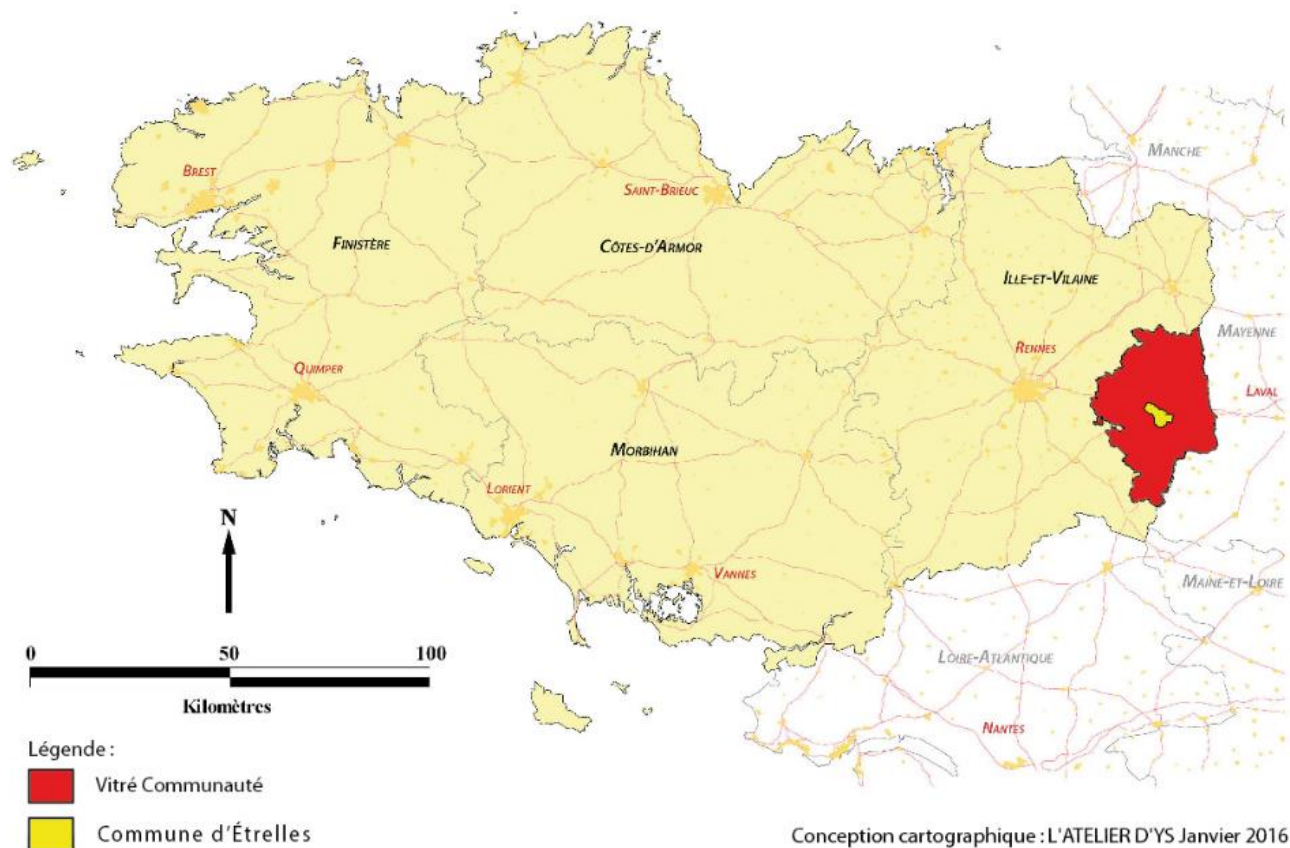 MANCHE
BREST
SAINT-BRIEUC
FINISTÈRE
CÔTES-D'ARMOR
ILLE-ET-VILAINE
MAYENNE
RENNES
QUIMPER
LAVAL
MORBIHAN
LORIENT
N
VANNES
MAINE-ET-LOIRE
0 50 100
LOIRE-ATLANTIQUE
Kilomètres
NANTES
Légende :
Vitré Communauté
Commune d'Étrelles
Conception cartographique : L'ATELIER D'YS Janvier 2016